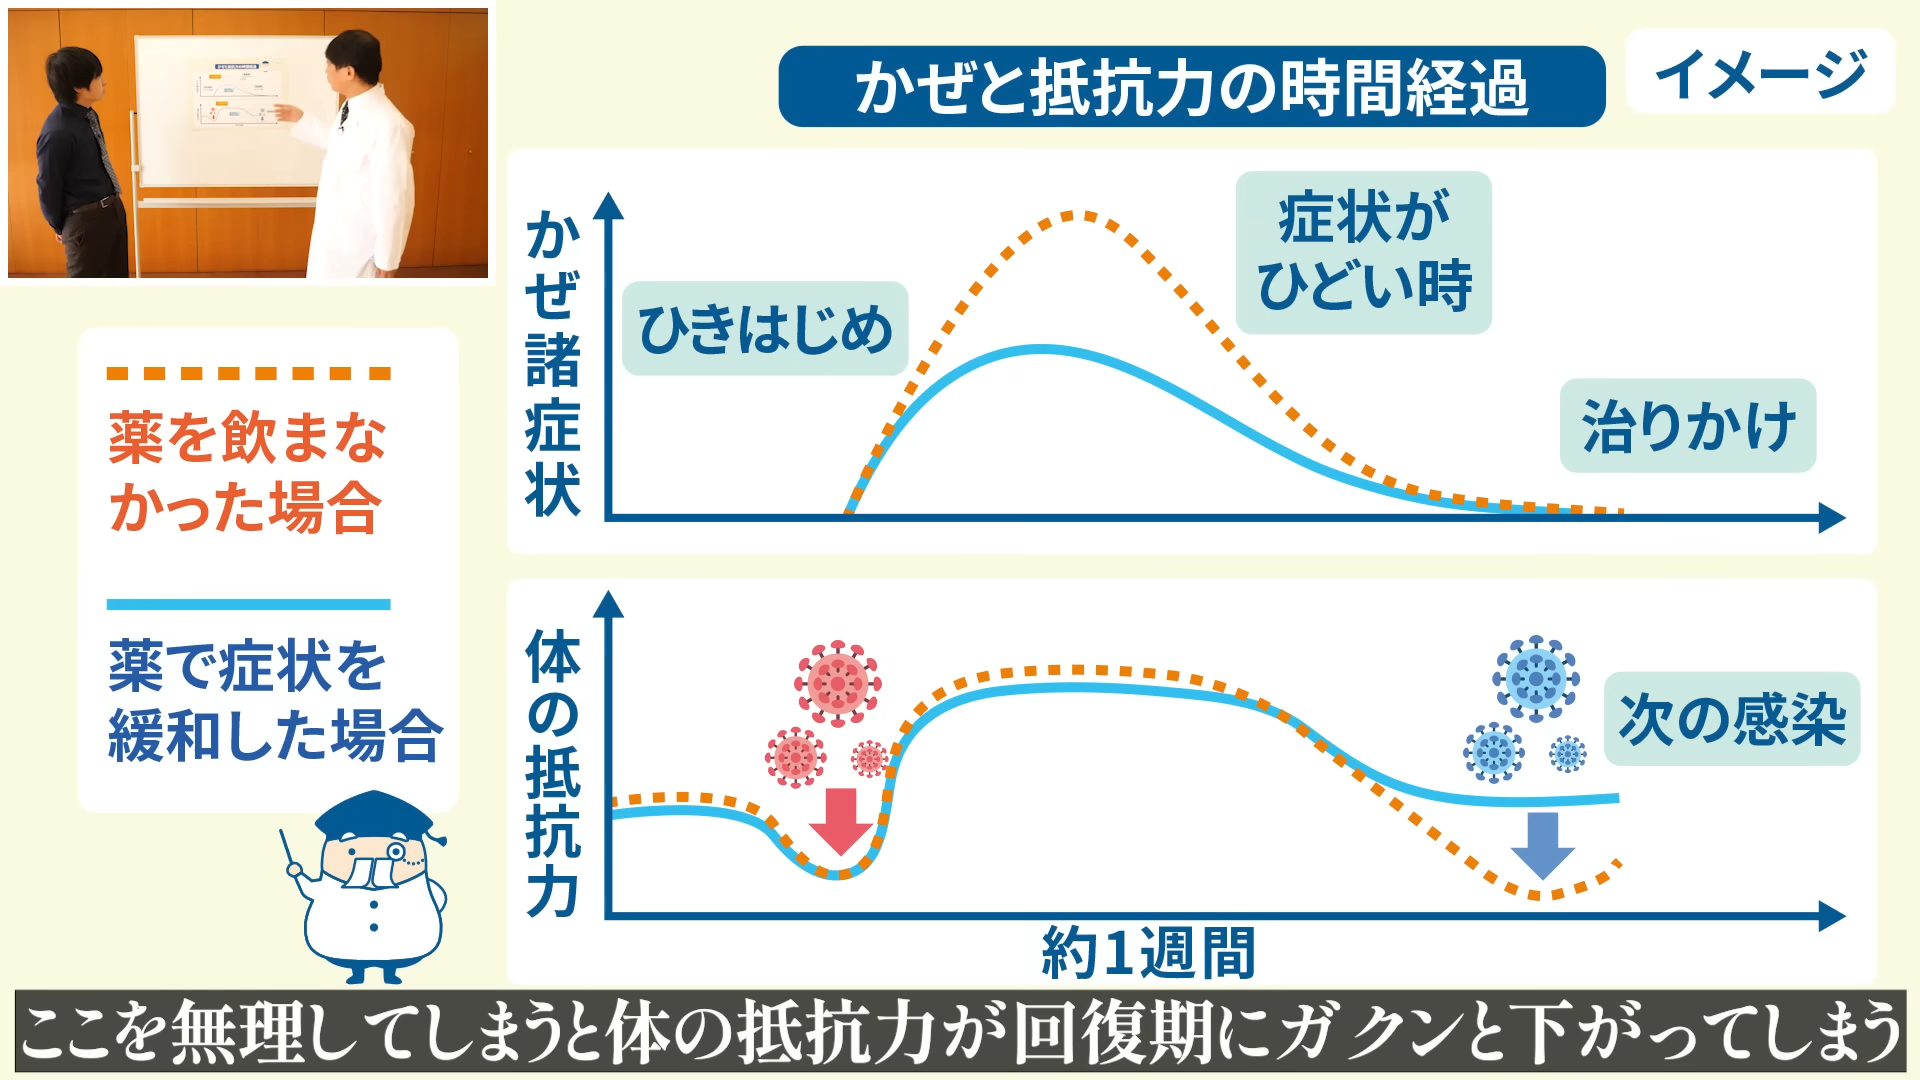 かぜと抵抗力の時間経過
イメージ
かぜ諸症状
ひきはじめ
症状が
ひどい時
治りかけ
薬を飲まな
かった場合
薬で症状を
緩和した場合
体の抵抗力
次の感染
約1週間
ここを無理してしまうと体の抵抗力が回復期にガクンと下がってしまう